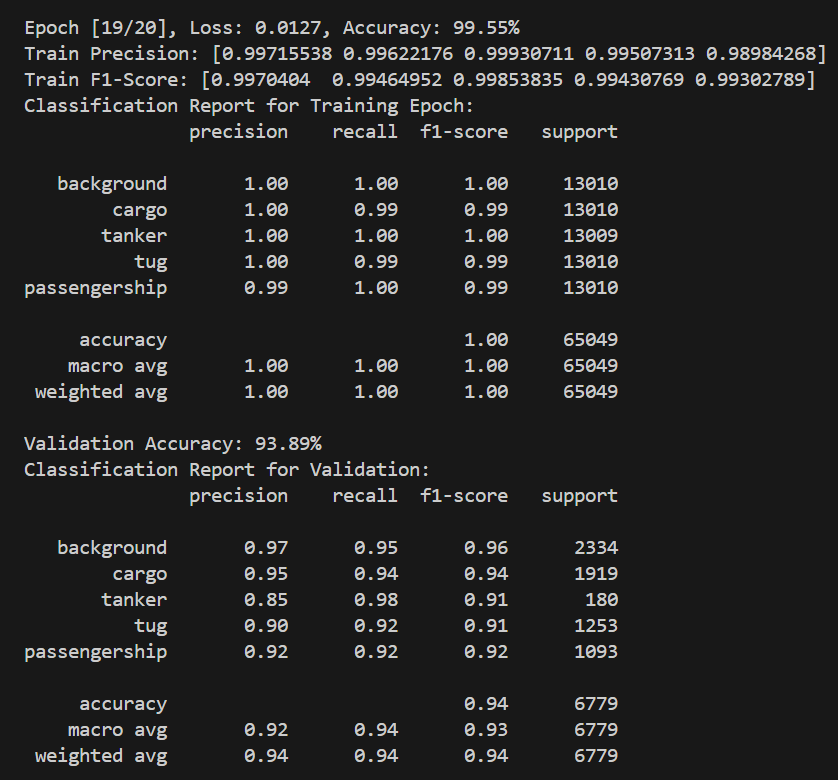 Epoch [19/20], Loss: 0.0127, Accuracy: 99.55%
Train Precision: [0.99715538 0.99622176 0.99930711 0.99507313 0.98984268]
Train F1-Score: [0.9970404  0.99464952 0.99853835 0.99430769 0.99302789]
Classification Report for Training Epoch:
               precision    recall  f1-score   support

   background       1.00      1.00      1.00     13010
        cargo       1.00      0.99      0.99     13010
       tanker       1.00      1.00      1.00     13009
          tug       1.00      0.99      0.99     13010
passengership       0.99      1.00      0.99     13010

     accuracy                           1.00     65049
    macro avg       1.00      1.00      1.00     65049
 weighted avg       1.00      1.00      1.00     65049

Validation Accuracy: 93.89%
Classification Report for Validation:
               precision    recall  f1-score   support

   background       0.97      0.95      0.96      2334
        cargo       0.95      0.94      0.94      1919
       tanker       0.85      0.98      0.91       180
          tug       0.90      0.92      0.91      1253
passengership       0.92      0.92      0.92      1093

     accuracy                           0.94      6779
    macro avg       0.92      0.94      0.93      6779
 weighted avg       0.94      0.94      0.94      6779